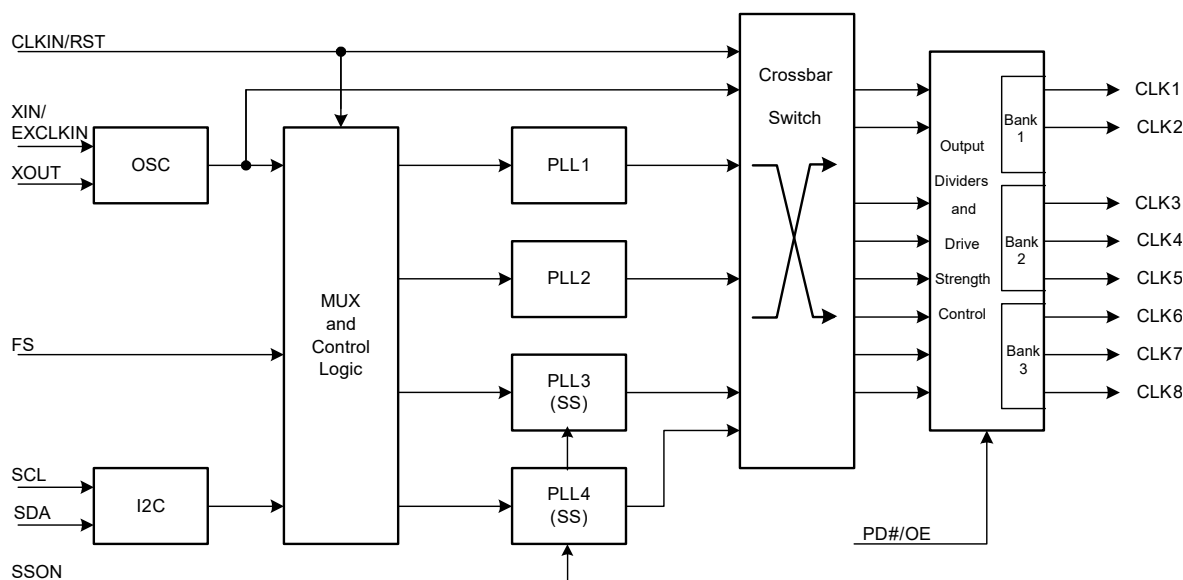 CLKIN/RST
XIN/
EXCLKIN
XOUT
OSC
FS
SCL
SDA
I2C
SSON
MUX
and
Control
Logic
PLL1
PLL2
PLL3
(SS)
PLL4
(SS)
Crossbar
Switch
Output
Dividers
and
Drive
Strength
Control
Bank
1
Bank
2
Bank
3
PD#/OE
CLK1
CLK2
CLK3
CLK4
CLK5
CLK6
CLK7
CLK8